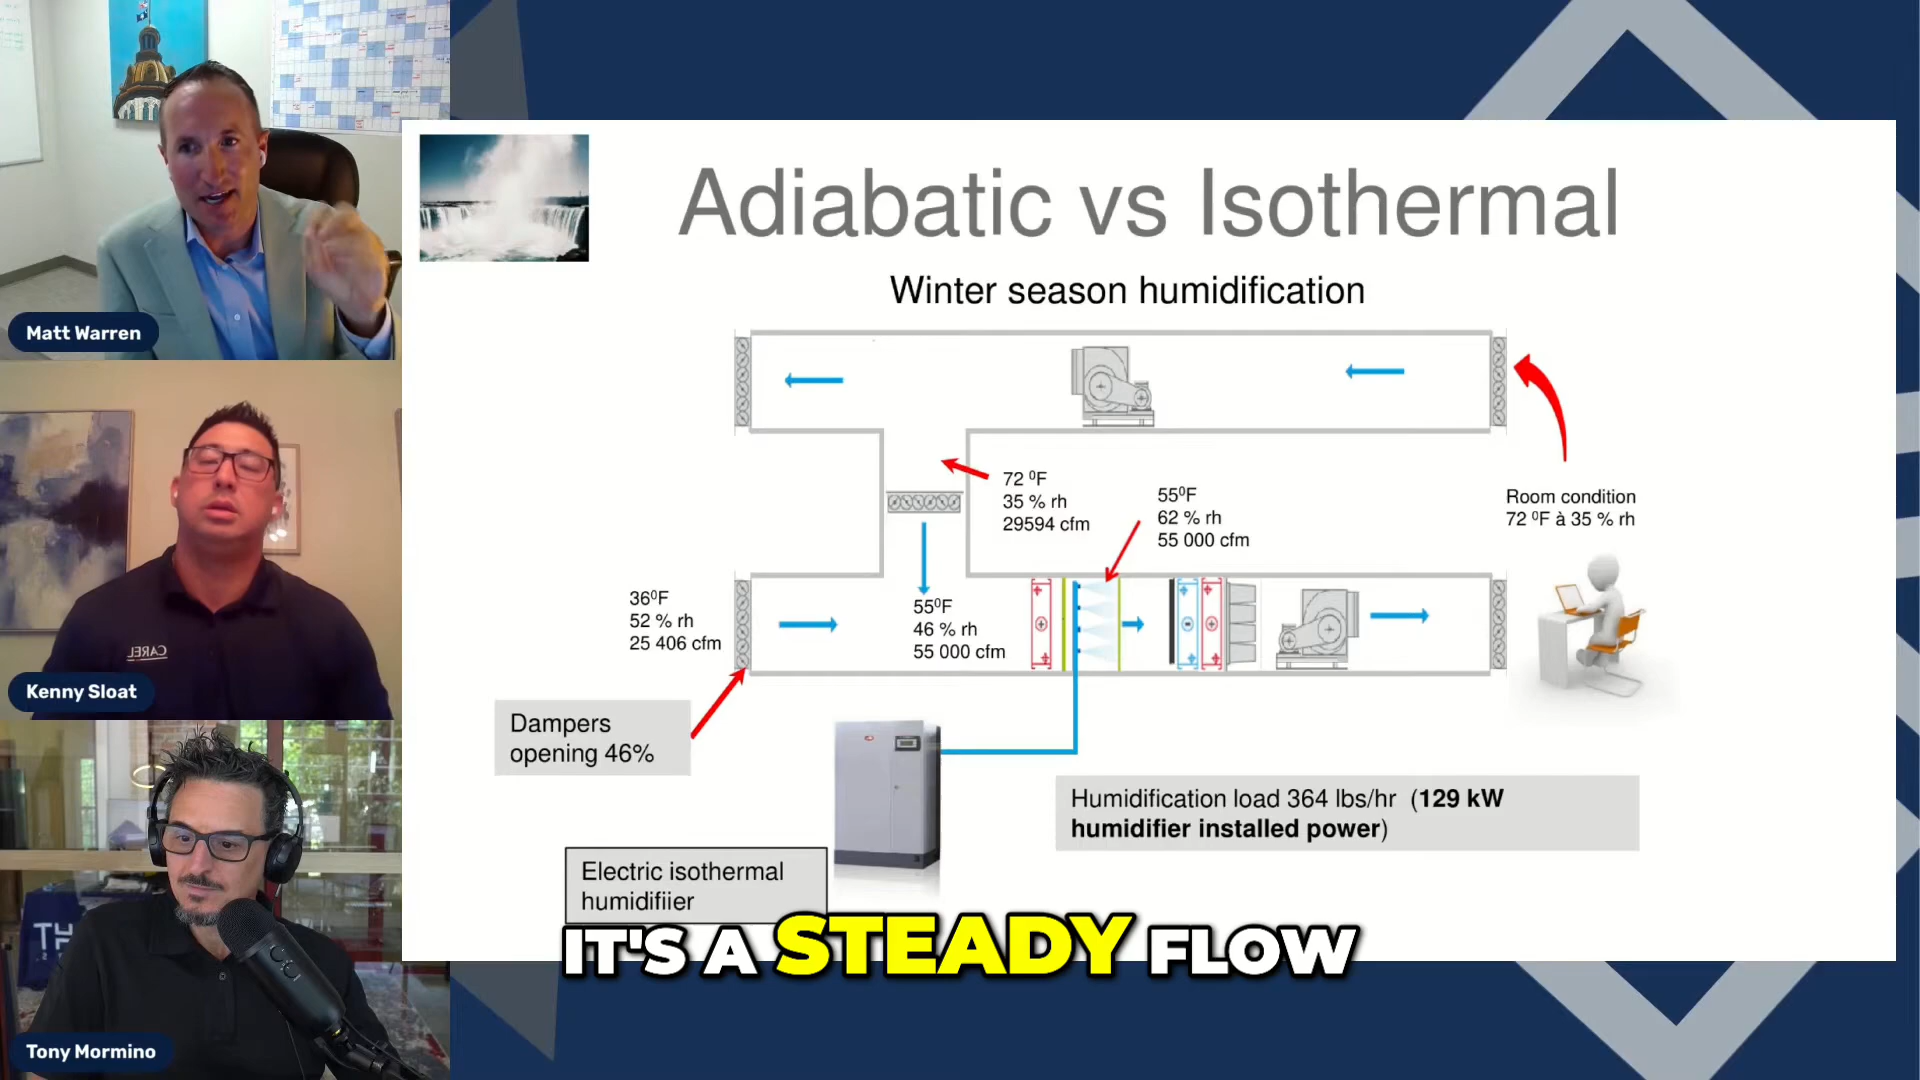 Adiabatic vs Isothermal
Winter season humidification
Matt Warren
72 ⁰F
35 % rh
29594 cfm
55⁰F
62 % rh
55 000 cfm
Room condition
72 ⁰F à 35 % rh
36⁰F
52 % rh
25 406 cfm
55⁰F
46 % rh
55 000 cfm
CAREL
Kenny Sloat
Dampers
opening 46%
Humidification load 364 lbs/hr (129 kW
humidifier installed power)
Electric isothermal
humidifiier
IT'S A STEADY FLOW
TH
Tony Mormino